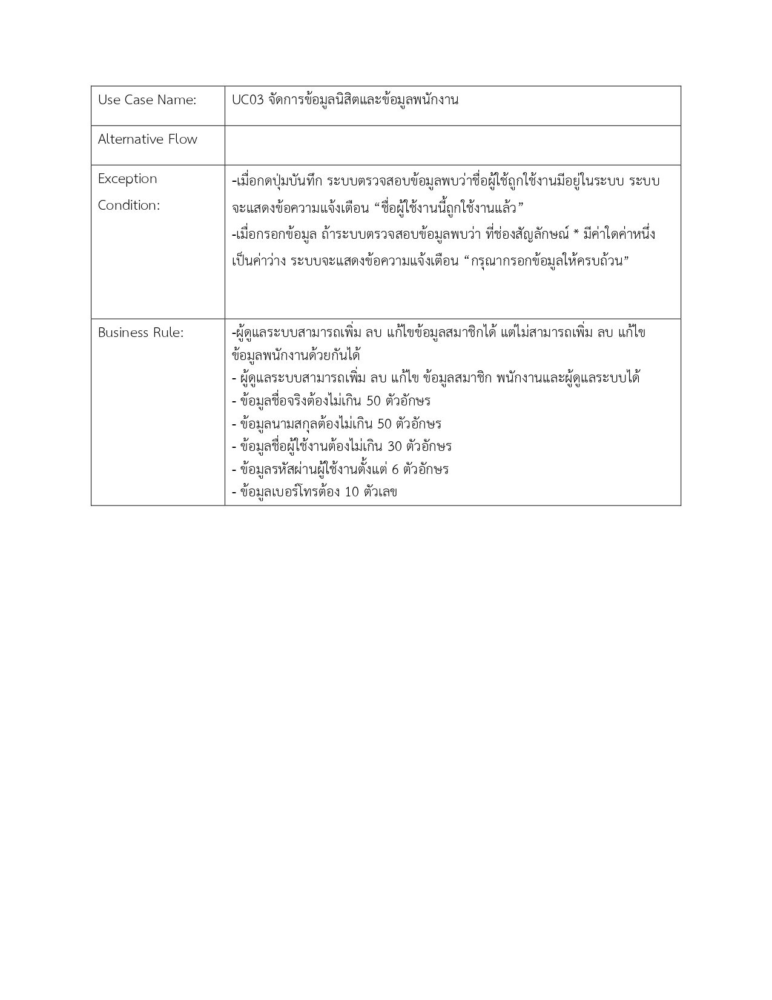 Use Case Name: UC03 จัดการข้อมูลนิสิตและข้อมูลพนักงาน
Alternative Flow
Exception
Condition:
-เมื่อกดปุ่มบันทึก ระบบตรวจสอบข้อมูลพบว่าชื่อผู้ใช้ถูกใช้งานมีอยู่ในระบบ ระบบ
จะแสดงข้อความแจ้งเตือน “ชื่อผู้ใช้งานนี้ถูกใช้งานแล้ว”
-เมื่อกรอกข้อมูล ถ้าระบบตรวจสอบข้อมูลพบว่า ที่ช่องสัญลักษณ์ * มีค่าใดค่าหนึ่ง
เป็นค่าว่าง ระบบจะแสดงข้อความแจ้งเตือน “กรุณากรอกข้อมูลให้ครบถ้วน”
Business Rule:
-ผู้ดูแลระบบสามารถเพิ่ม ลบ แก้ไขข้อมูลสมาชิกได้ แต่ไม่สามารถเพิ่ม ลบ แก้ไข
ข้อมูลพนักงานด้วยกันได้
- ผู้ดูแลระบบสามารถเพิ่ม ลบ แก้ไข ข้อมูลสมาชิก พนักงานและผู้ดูแลระบบได้
- ข้อมูลชื่อจริงต้องไม่เกิน 50 ตัวอักษร
- ข้อมูลนามสกุลต้องไม่เกิน 50 ตัวอักษร
- ข้อมูลชื่อผู้ใช้งานต้องไม่เกิน 30 ตัวอักษร
- ข้อมูลรหัสผ่านผู้ใช้งานตั้งแต่ 6 ตัวอักษร
- ข้อมูลเบอร์โทรต้อง 10 ตัวเลข